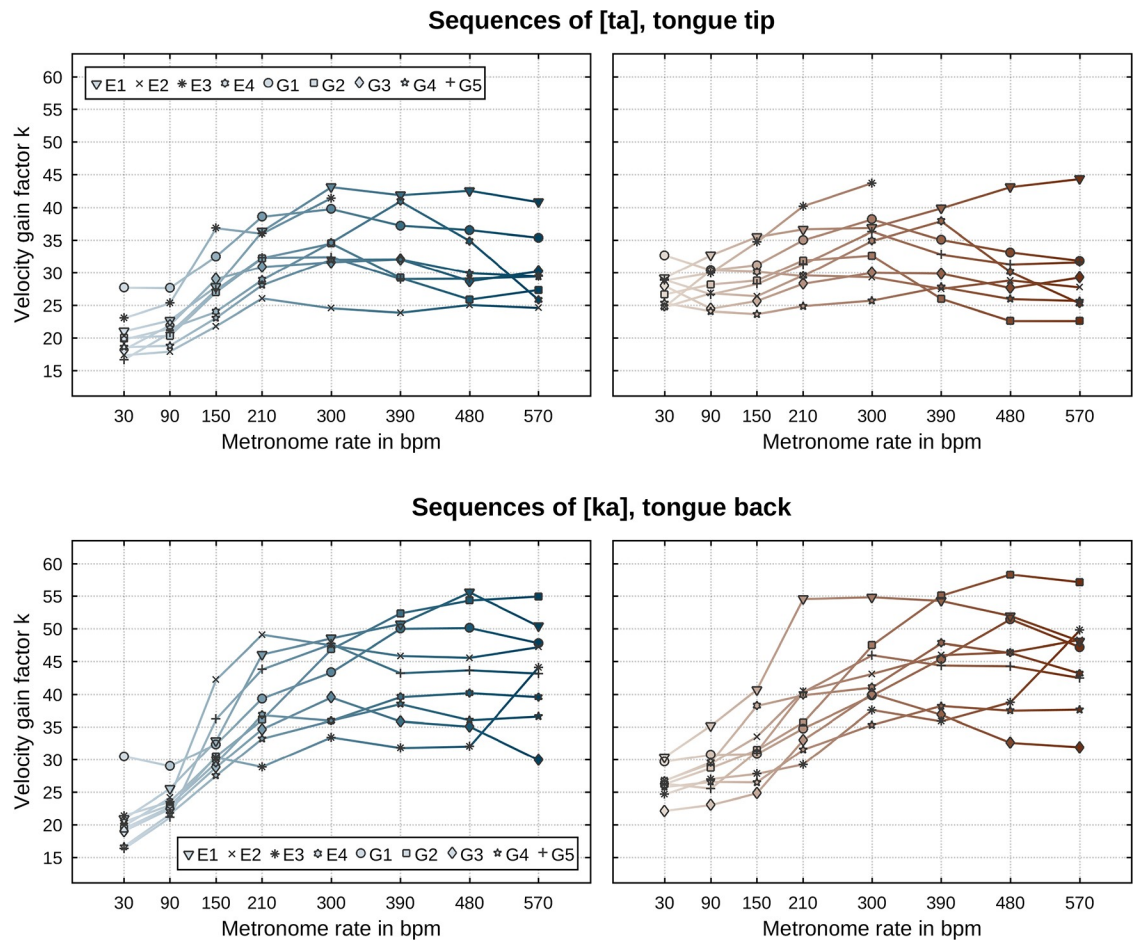 Sequences of [ta], tongue tip
Velocity gain factor k
60
55
50
45
40
35
30
25
20
15
E1 E2 E3 E4 G1 G2 G3 G4 G5
30 90 150 210 300 390 480 570
Metronome rate in bpm
30 90 150 210 300 390 480 570
Metronome rate in bpm
Sequences of [ka], tongue back
Velocity gain factor k
60
55
50
45
40
35
30
25
20
15
E1 E2 E3 E4 G1 G2 G3 G4 G5
30 90 150 210 300 390 480 570
Metronome rate in bpm
30 90 150 210 300 390 480 570
Metronome rate in bpm